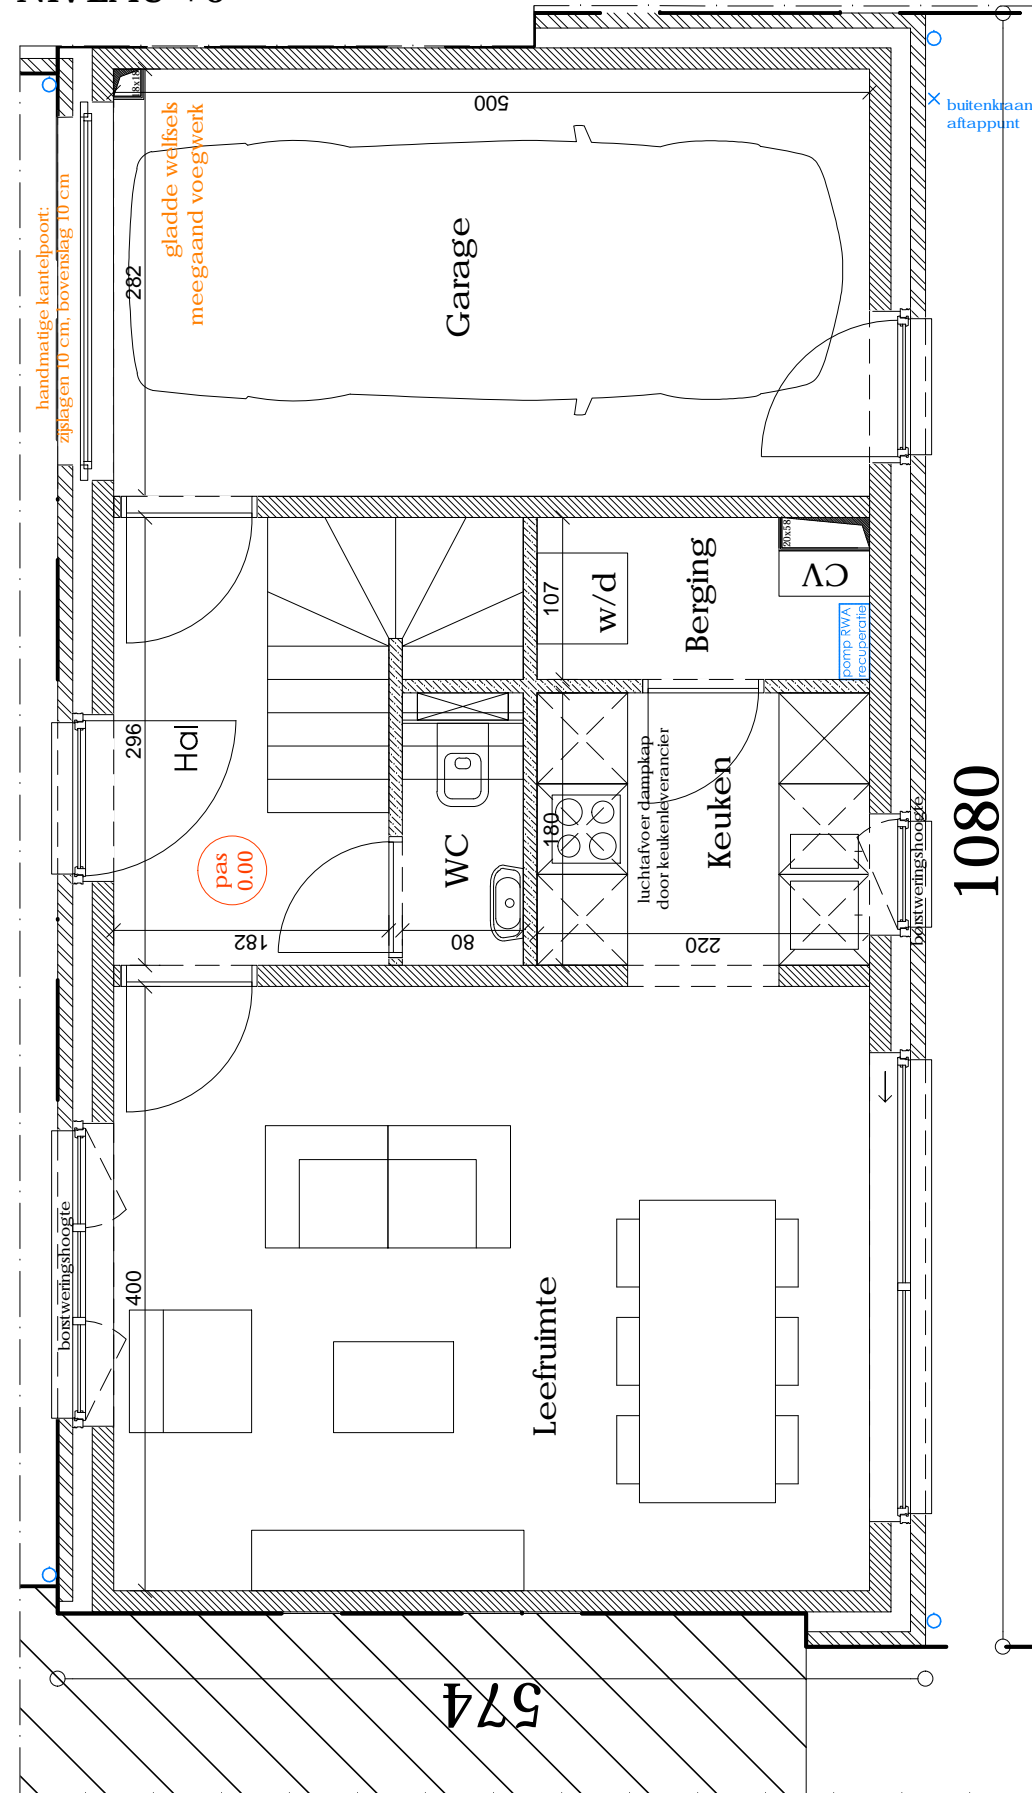 18x18
500
buitenkraan
aftappunt
gladde welfsels
meegaand voegwerk
handmatige kantelpoort:
zijslagen 10 cm. bovenslag 10 cm
282
Garage
20x58
CV
107
w/d
Berging
pomp RWA
recuperatie
296
Hal
luchtafvoer dampkap
door keukenleverancier
180
Keuken
WC
pas
0.00
borstweringshoogte
1080
182
80
220
borstweringshoogte
400
Leefruimte
574